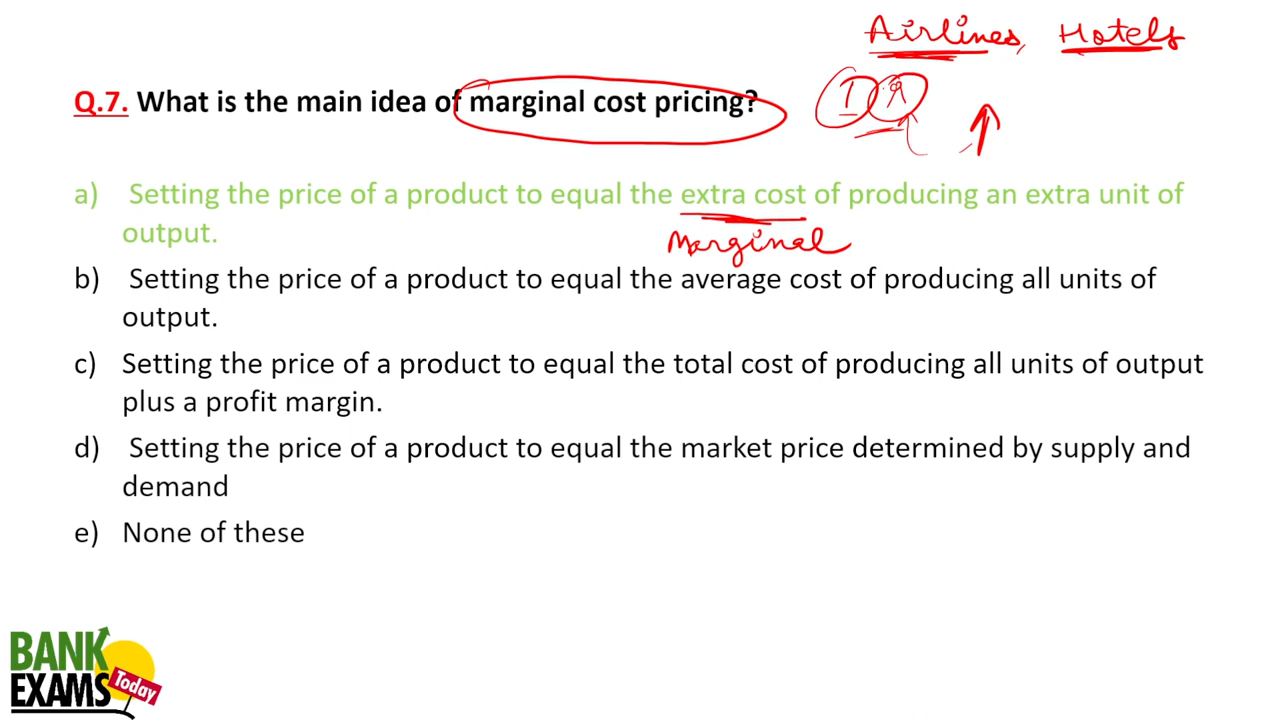 Airlines, Hotels
Q.7. What is the main idea of marginal cost pricing?
a) Setting the price of a product to equal the extra cost of producing an extra unit of
output.
Marginal
b) Setting the price of a product to equal the average cost of producing all units of
output.
c) Setting the price of a product to equal the total cost of producing all units of output
plus a profit margin.
d) Setting the price of a product to equal the market price determined by supply and
demand
e) None of these
BANK
EXAMS
Today